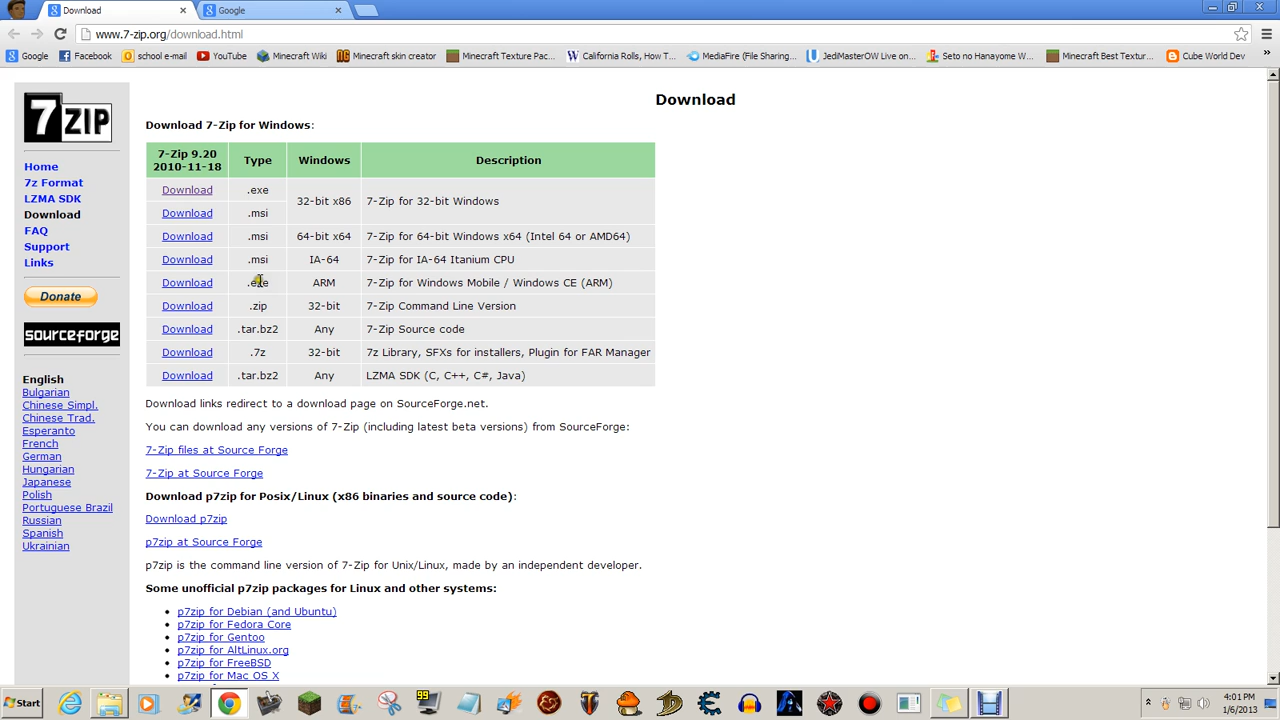 Download
Google
www.7-zip.org/download.html
Google
Facebook
school e-mail
YouTube
Minecraft Wiki
Minecraft skin creator
Minecraft Texture Pac...
California Rolls, How T...
MediaFire (File Sharing...
JediMasterOW Live on...
Seto no Hanayome W...
Minecraft Best Textur...
Cube World Dev
»
7ZIP
Home
7z Format
LZMA SDK
Download
FAQ
Support
Links
Donate
sourceforge
English
Bulgarian
Chinese Simpl.
Chinese Trad.
Esperanto
French
German
Hungarian
Japanese
Polish
Portuguese Brazil
Russian
Spanish
Ukrainian
Download
Download 7-Zip for Windows:
7-Zip 9.20 2010-11-18 Type Windows Description
Download .exe 32-bit x86 7-Zip for 32-bit Windows
Download .msi
Download .msi 64-bit x64 7-Zip for 64-bit Windows x64 (Intel 64 or AMD64)
Download .msi IA-64 7-Zip for IA-64 Itanium CPU
Download .exe ARM 7-Zip for Windows Mobile / Windows CE (ARM)
Download .zip 32-bit 7-Zip Command Line Version
Download .tar.bz2 Any 7-Zip Source code
Download .7z 32-bit 7z Library, SFXs for installers, Plugin for FAR Manager
Download .tar.bz2 Any LZMA SDK (C, C++, C#, Java)
Download links redirect to a download page on SourceForge.net.
You can download any versions of 7-Zip (including latest beta versions) from SourceForge:
7-Zip files at Source Forge
7-Zip at Source Forge
Download p7zip for Posix/Linux (x86 binaries and source code):
Download p7zip
p7zip at Source Forge
p7zip is the command line version of 7-Zip for Unix/Linux, made by an independent developer.
Some unofficial p7zip packages for Linux and other systems:
• p7zip for Debian (and Ubuntu)
• p7zip for Fedora Core
• p7zip for Gentoo
• p7zip for AltLinux.org
• p7zip for FreeBSD
• p7zip for Mac OS X
Start
99
4:01 PM
1/6/2013